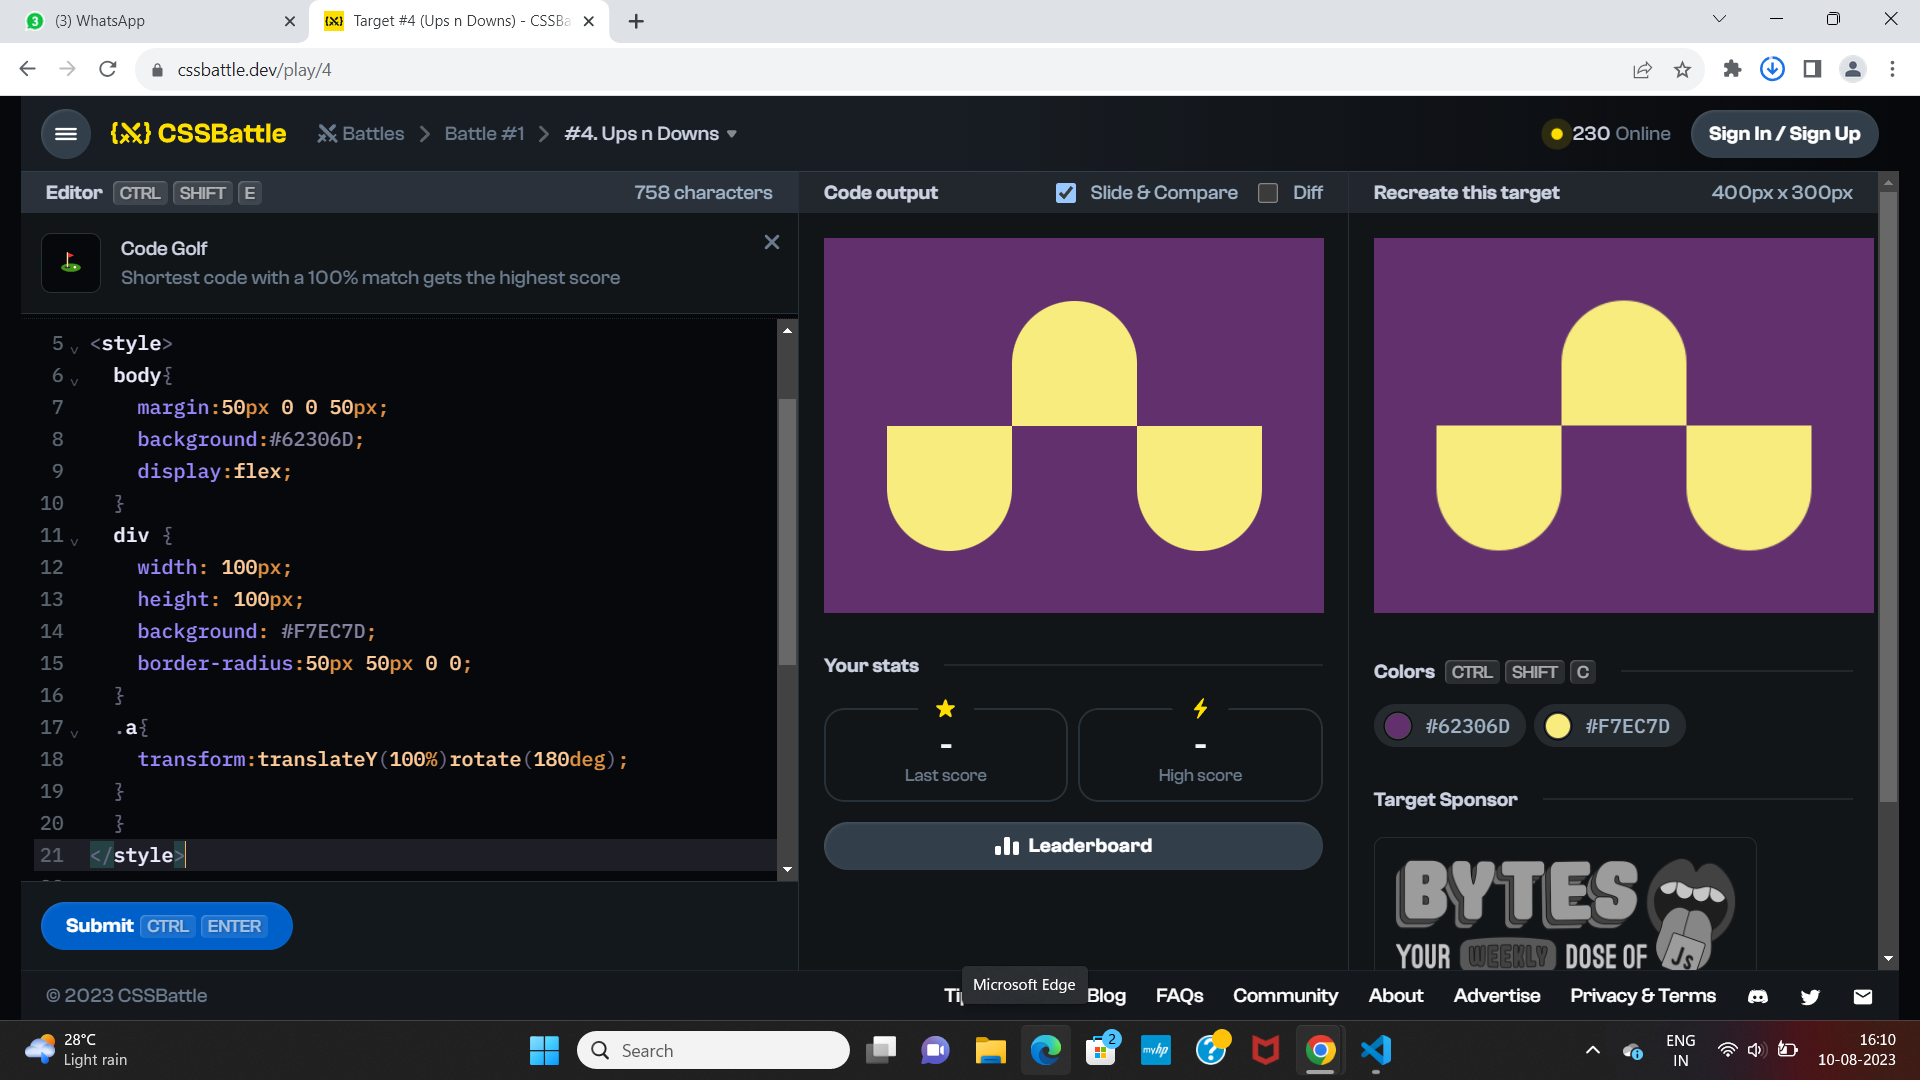 3 (3) WhatsApp
Target #4 (Ups n Downs) - CSSBa
cssbattle.dev/play/4
CSSBattle
Battles
Battle #1
#4. Ups n Downs
230 Online
Sign In / Sign Up
Editor CTRL SHIFT E
758 characters
Code output
Slide & Compare
Diff
Recreate this target
400px x 300px
Code Golf
Shortest code with a 100% match gets the highest score
5 <style>
6 body{
7 margin:50px 0 0 50px;
8 background:#62306D;
9 display:flex;
10 }
11 div {
12 width: 100px;
13 height: 100px;
14 background: #F7EC7D;
15 border-radius:50px 50px 0 0;
16 }
17 .a{
18 transform:translateY(100%)rotate(180deg);
19 }
20 }
21 </style>
Submit CTRL ENTER
Your stats
-
Last score
-
High score
Leaderboard
Colors CTRL SHIFT C
#62306D
#F7EC7D
Target Sponsor
BYTES
YOUR WEEKLY DOSE OF
JS
© 2023 CSSBattle
Microsoft Edge
Blog
FAQs
Community
About
Advertise
Privacy & Terms
28°C
Light rain
Search
2
myhp
ENG
IN
16:10
10-08-2023